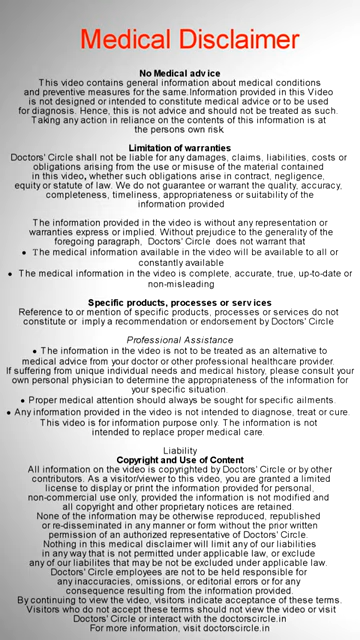 Medical Disclaimer
No Medical advice
This video contains general information about medical conditions
and preventive measures for the same.Information provided in this Video
is not designed or intended to constitute medical advice or to be used
for diagnosis. Hence, this is not advice and should not be treated as such.
Taking any action in reliance on the contents of this information is at
the persons own risk
Limitation of warranties
Doctors' Circle shall not be liable for any damages, claims, liabilities, costs or
obligations arising from the use or misuse of the material contained
in this video, whether such obligations arise in contract, negligence,
equity or statute of law. We do not guarantee or warrant the quality, accuracy,
completeness, timeliness, appropriateness or suitability of the
information provided
The information provided in the video is without any representation or
warranties express or implied. Without prejudice to the generality of the
foregoing paragraph, Doctors' Circle does not warrant that
• The medical information available in the video will be available to all or
constantly available
• The medical information in the video is complete, accurate, true, up-to-date or
non-misleading
Specific products, processes or services
Reference to or mention of specific products, processes or services do not
constitute or imply a recommendation or endorsement by Doctors' Circle
Professional Assistance
• The information in the video is not to be treated as an alternative to
medical advice from your doctor or other professional healthcare provider.
If suffering from unique individual needs and medical history, please consult your
own personal physician to determine the appropriateness of the information for
your specific situation.
• Proper medical attention should always be sought for specific ailments.
• Any information provided in the video is not intended to diagnose, treat or cure.
This video is for information purpose only. The information is not
intended to replace proper medical care.
Liability
Copyright and Use of Content
All information on the video is copyrighted by Doctors' Circle or by other
contributors. As a visitor/viewer to this video, you are granted a limited
license to display or print the information provided for personal,
non-commercial use only, provided the information is not modified and
all copyright and other proprietary notices are retained.
None of the information may be otherwise reproduced, republished
or re-disseminated in any manner or form without the prior written
permission of an authorized representative of Doctors' Circle.
Nothing in this medical disclaimer will limit any of our liabilities
in any way that is not permitted under applicable law, or exclude
any of our liabilites that may be not be excluded under applicable law.
Doctors' Circle employees are not to be held responsible for
any inaccuracies, omissions, or editorial errors or for any
consequence resulting from the information provided.
By continuing to view the video, visitors indicate acceptance of these terms.
Visitors who do not accept these terms should not view the video or visit
Doctors' Circle or interact with the doctorscircle.in
For more information, visit doctorscircle.in